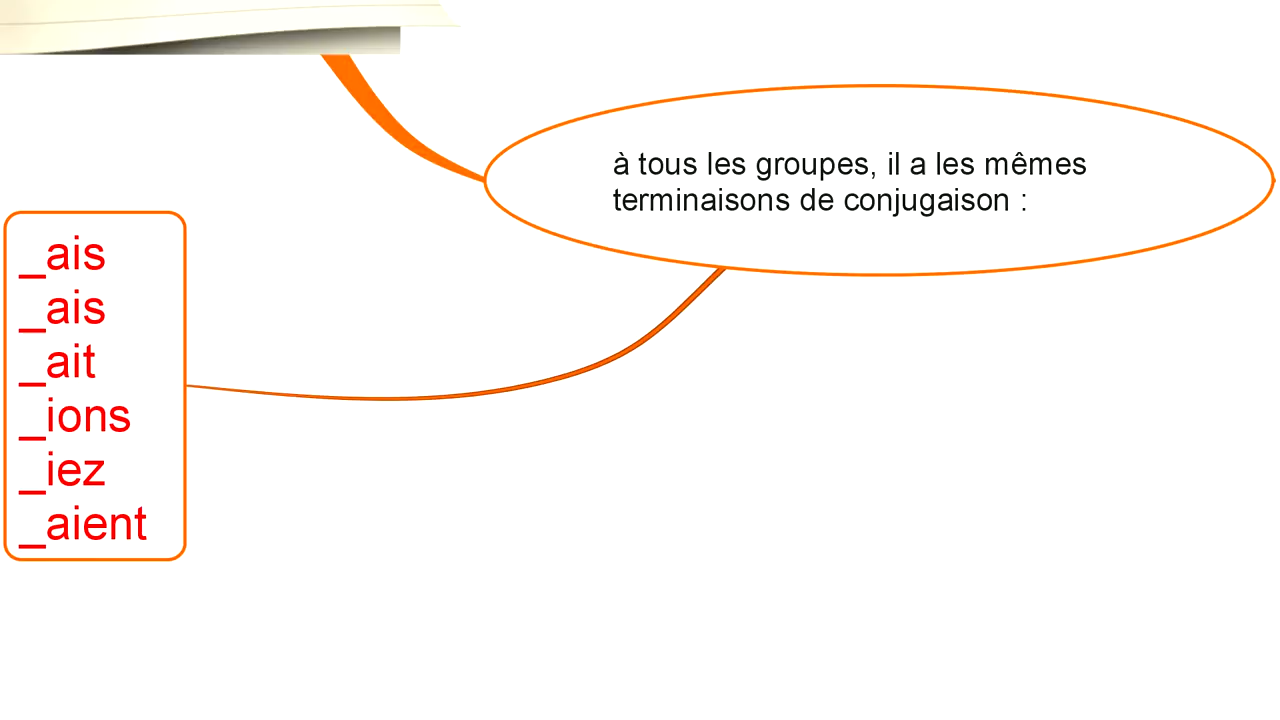 à tous les groupes, il a les mêmes
terminaisons de conjugaison :
_ais
_ais
_ait
_ions
_iez
_aient